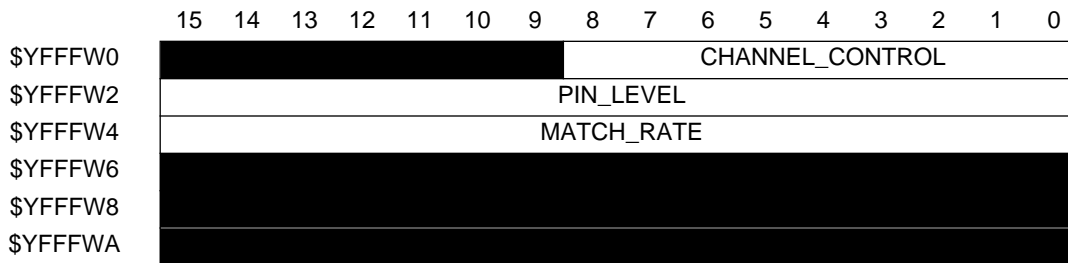 15 14 13 12 11 10 9 8 7 6 5 4 3 2 1 0
$YFFFW0 CHANNEL_CONTROL
$YFFFW2 PIN_LEVEL
$YFFFW4 MATCH_RATE
$YFFFW6
$YFFFW8
$YFFFWA